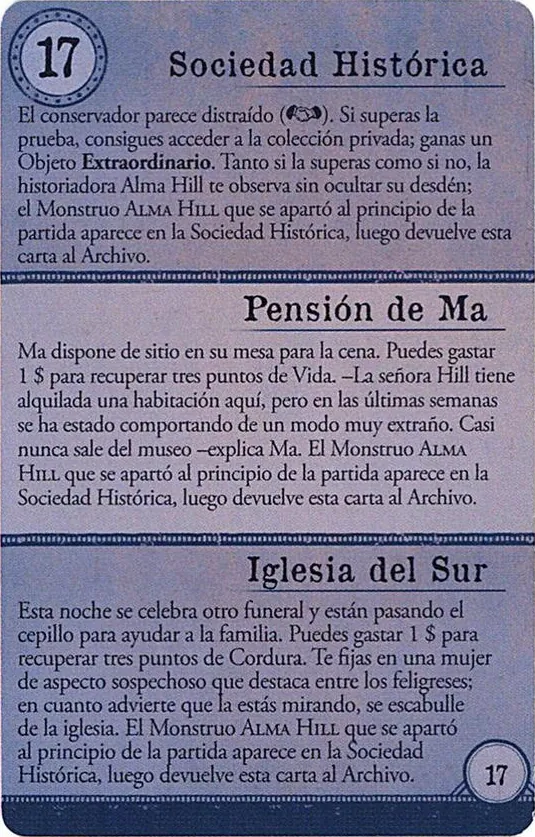 17
Sociedad Histórica
El conservador parece distraído (). Si superas la
prueba, consigues acceder a la colección privada; ganas un
Objeto Extraordinario. Tanto si la superas como si no, la
historiadora Alma Hill te observa sin ocultar su desdén;
el Monstruo ALMA HILL que se apartó al principio de la
partida aparece en la Sociedad Histórica, luego devuelve esta
carta al Archivo.
Pensión de Ma
Ma dispone de sitio en su mesa para la cena. Puedes gastar
1 $ para recuperar tres puntos de Vida. –La señora Hill tiene
alquilada una habitación aquí, pero en las últimas semanas
se ha estado comportando de un modo muy extraño. Casi
nunca sale del museo –explica Ma. El Monstruo ALMA
HILL que se apartó al principio de la partida aparece en la
Sociedad Histórica, luego devuelve esta carta al Archivo.
Iglesia del Sur
Esta noche se celebra otro funeral y están pasando el
cepillo para ayudar a la familia. Puedes gastar 1 $ para
recuperar tres puntos de Cordura. Te fijas en una mujer
de aspecto sospechoso que destaca entre los feligreses;
en cuanto advierte que la estás mirando, se escabulle
de la iglesia. El Monstruo ALMA HILL que se apartó
al principio de la partida aparece en la Sociedad
Histórica, luego devuelve esta carta al Archivo.
17